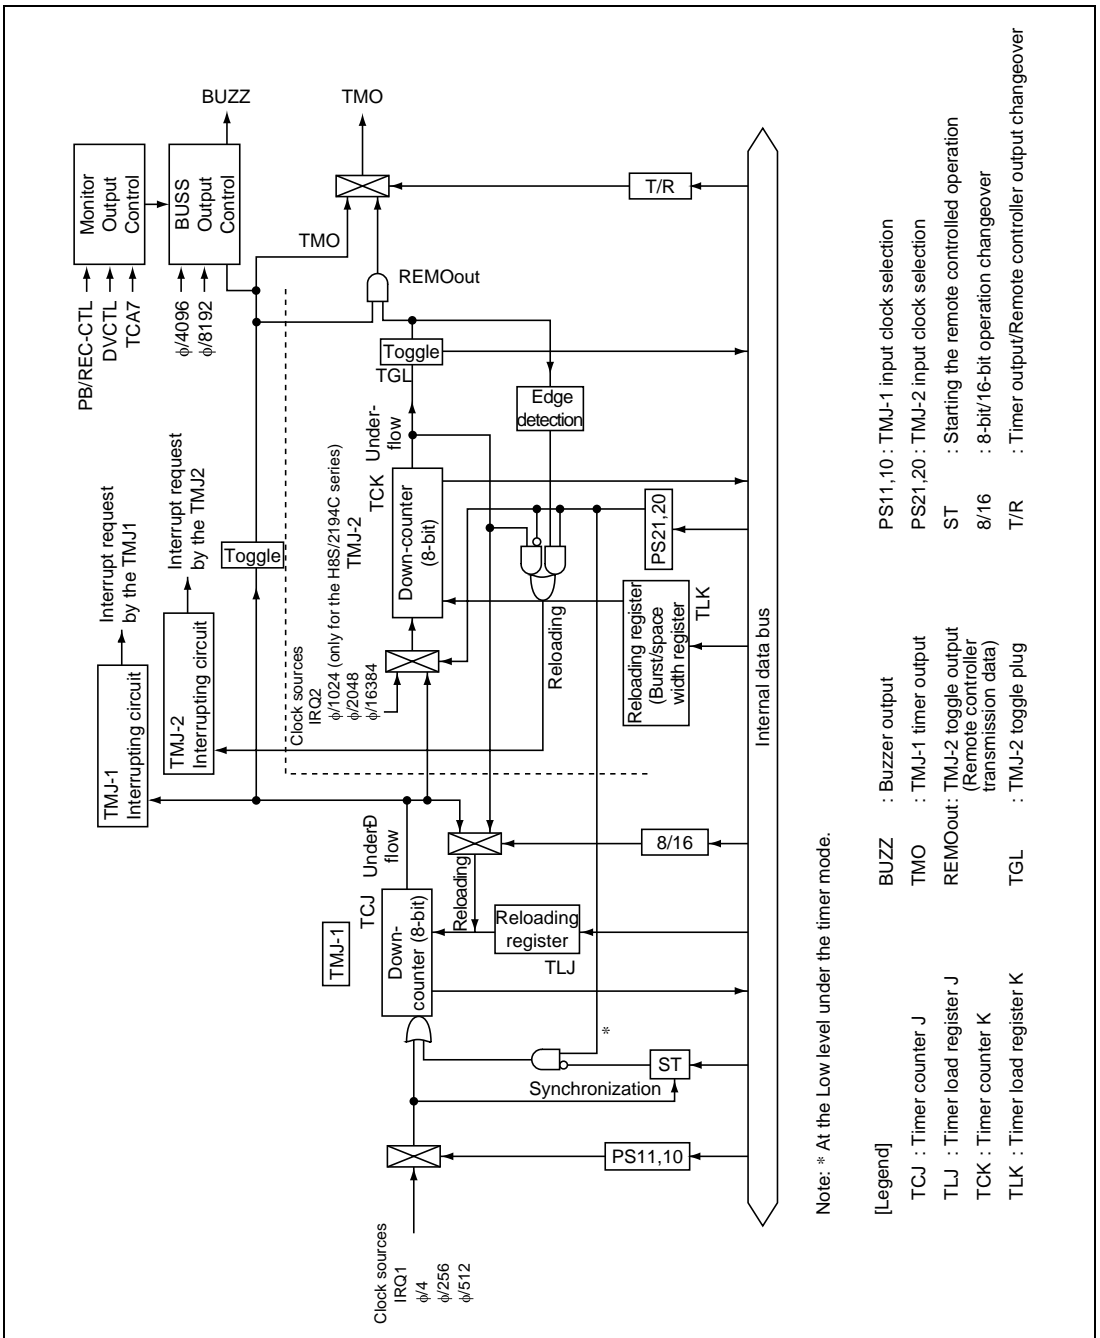 PB/REC-CTL
DVCTL
TCA7
ϕ/4096
ϕ/8192
Monitor
Output
Control
BUSS
Output
Control
BUZZ
TMO
TMO
REMOout
T/R
Interrupt request
by the TMJ1
Interrupt request
by the TMJ2
TMJ-1
Interrupting circuit
TMJ-2
Interrupting circuit
Toggle
Toggle
TGL
Edge
detection
Under-
flow
TCK
TMJ-2
Down-counter
(8-bit)
Clock sources
IRQ2
ϕ/1024 (only for the H8S/2194C series)
ϕ/2048
ϕ/16384
PS21,20
Reloading
Reloading register
(Burst/space
width register)
TLK
Internal data bus
8/16
UnderÐ
flow
TCJ
TMJ-1
Down-
counter (8-bit)
Reloading
Reloading
register
TLJ
*
ST
Synchronization
PS11,10
Clock sources
IRQ1
ϕ/4
ϕ/256
ϕ/512
Note: * At the Low level under the timer mode.
[Legend]
TCJ : Timer counter J
TLJ : Timer load register J
TCK : Timer counter K
TLK : Timer load register K
BUZZ : Buzzer output
TMO : TMJ-1 timer output
REMOout: TMJ-2 toggle output
(Remote controller
transmission data)
TGL : TMJ-2 toggle plug
PS11,10 : TMJ-1 input clock selection
PS21,20 : TMJ-2 input clock selection
ST : Starting the remote controlled operation
8/16 : 8-bit/16-bit operation changeover
T/R : Timer output/Remote controller output changeover